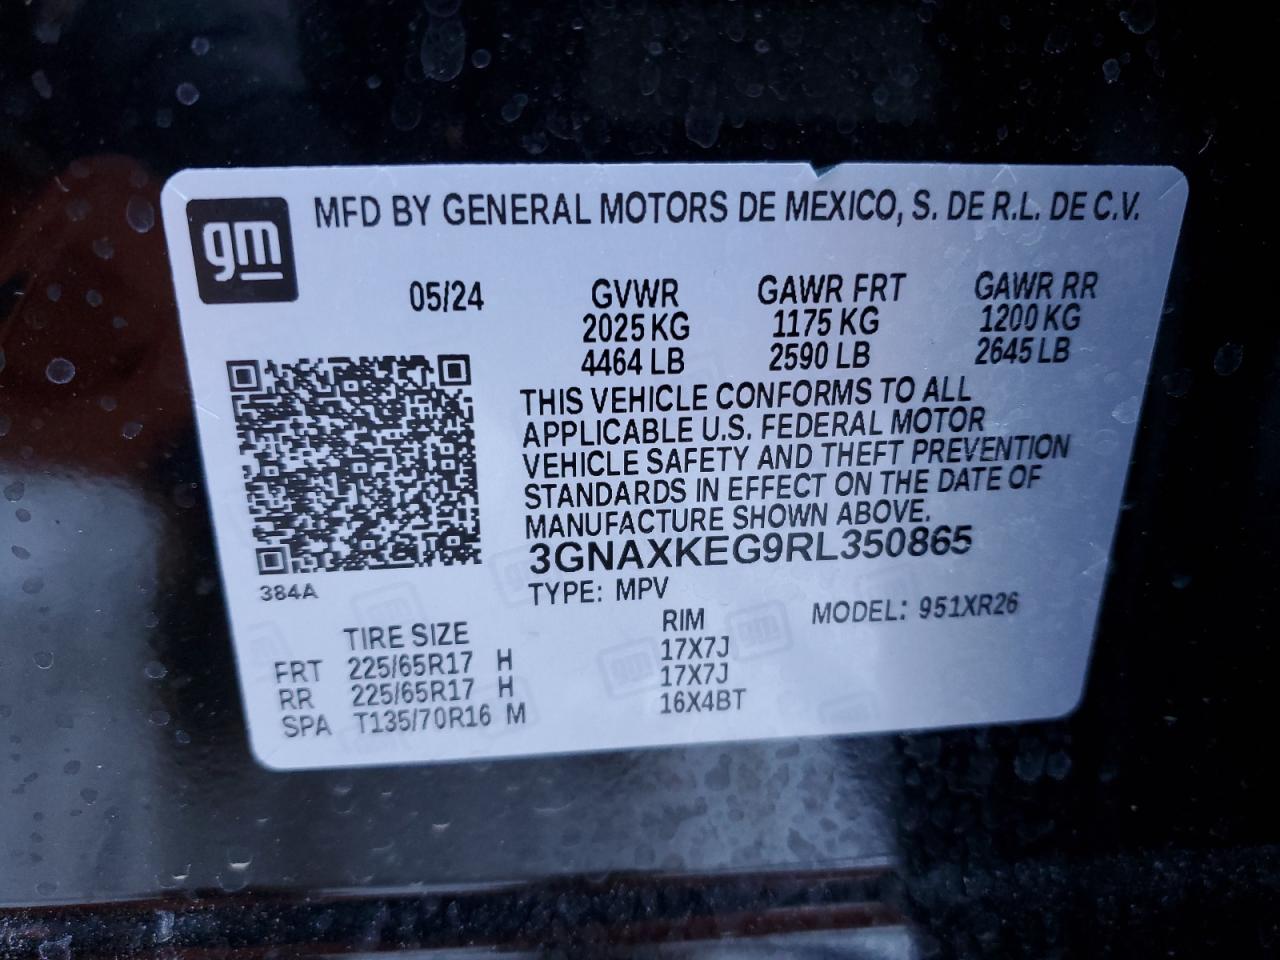 gm
MFD BY GENERAL MOTORS DE MEXICO, S. DE R.L. DE C.V.
05/24 GVWR GAWR FRT GAWR RR
2025 KG 1175 KG 1200 KG
4464 LB 2590 LB 2645 LB
THIS VEHICLE CONFORMS TO ALL
APPLICABLE U.S. FEDERAL MOTOR
VEHICLE SAFETY AND THEFT PREVENTION
STANDARDS IN EFFECT ON THE DATE OF
MANUFACTURE SHOWN ABOVE.
3GNAXKEG9RL350865
384A
TYPE: MPV
MODEL: 951XR26
TIRE SIZE RIM
FRT 225/65R17 H 17X7J
RR 225/65R17 H 17X7J
SPA T135/70R16 M 16X4BT